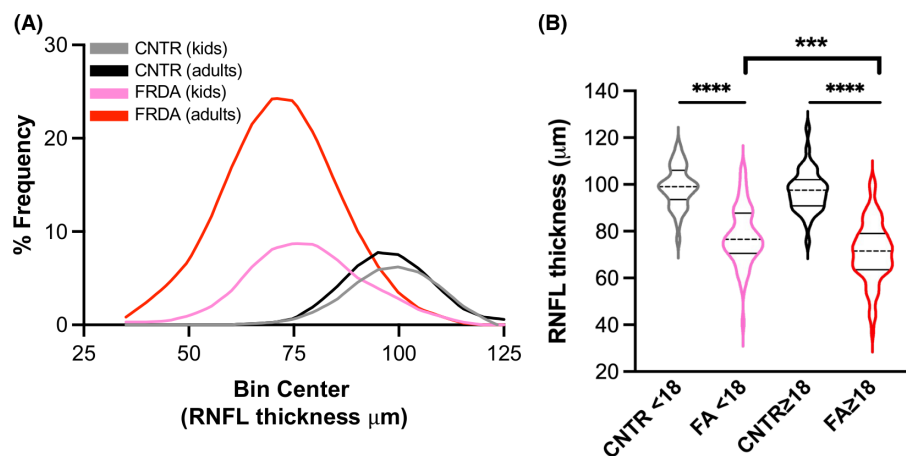 (A)
30
20
10
0
% Frequency
CNTR (kids)
CNTR (adults)
FRDA (kids)
FRDA (adults)
25 50 75 100 125
Bin Center
(RNFL thickness μm)
(B)
***
**** ****
140
120
100
80
60
40
20
RNFL thickness (μm)
CNTR <18
FA <18
CNTR≥18
FA≥18